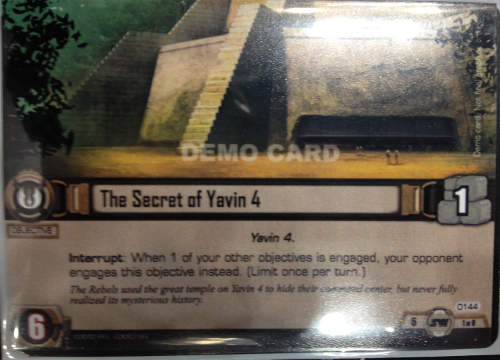 DEMO CARD
The Secret of Yavin 4
1
OBJECTIVE
Yavin 4.
Interrupt: When 1 of your other objectives is engaged, your opponent
engages this objective instead. (Limit once per turn.)
The Rebels used the great temple on Yavin 4 to hide their command center, but never fully
realized its mysterious history.
0144
6
5
SW
1 of 6